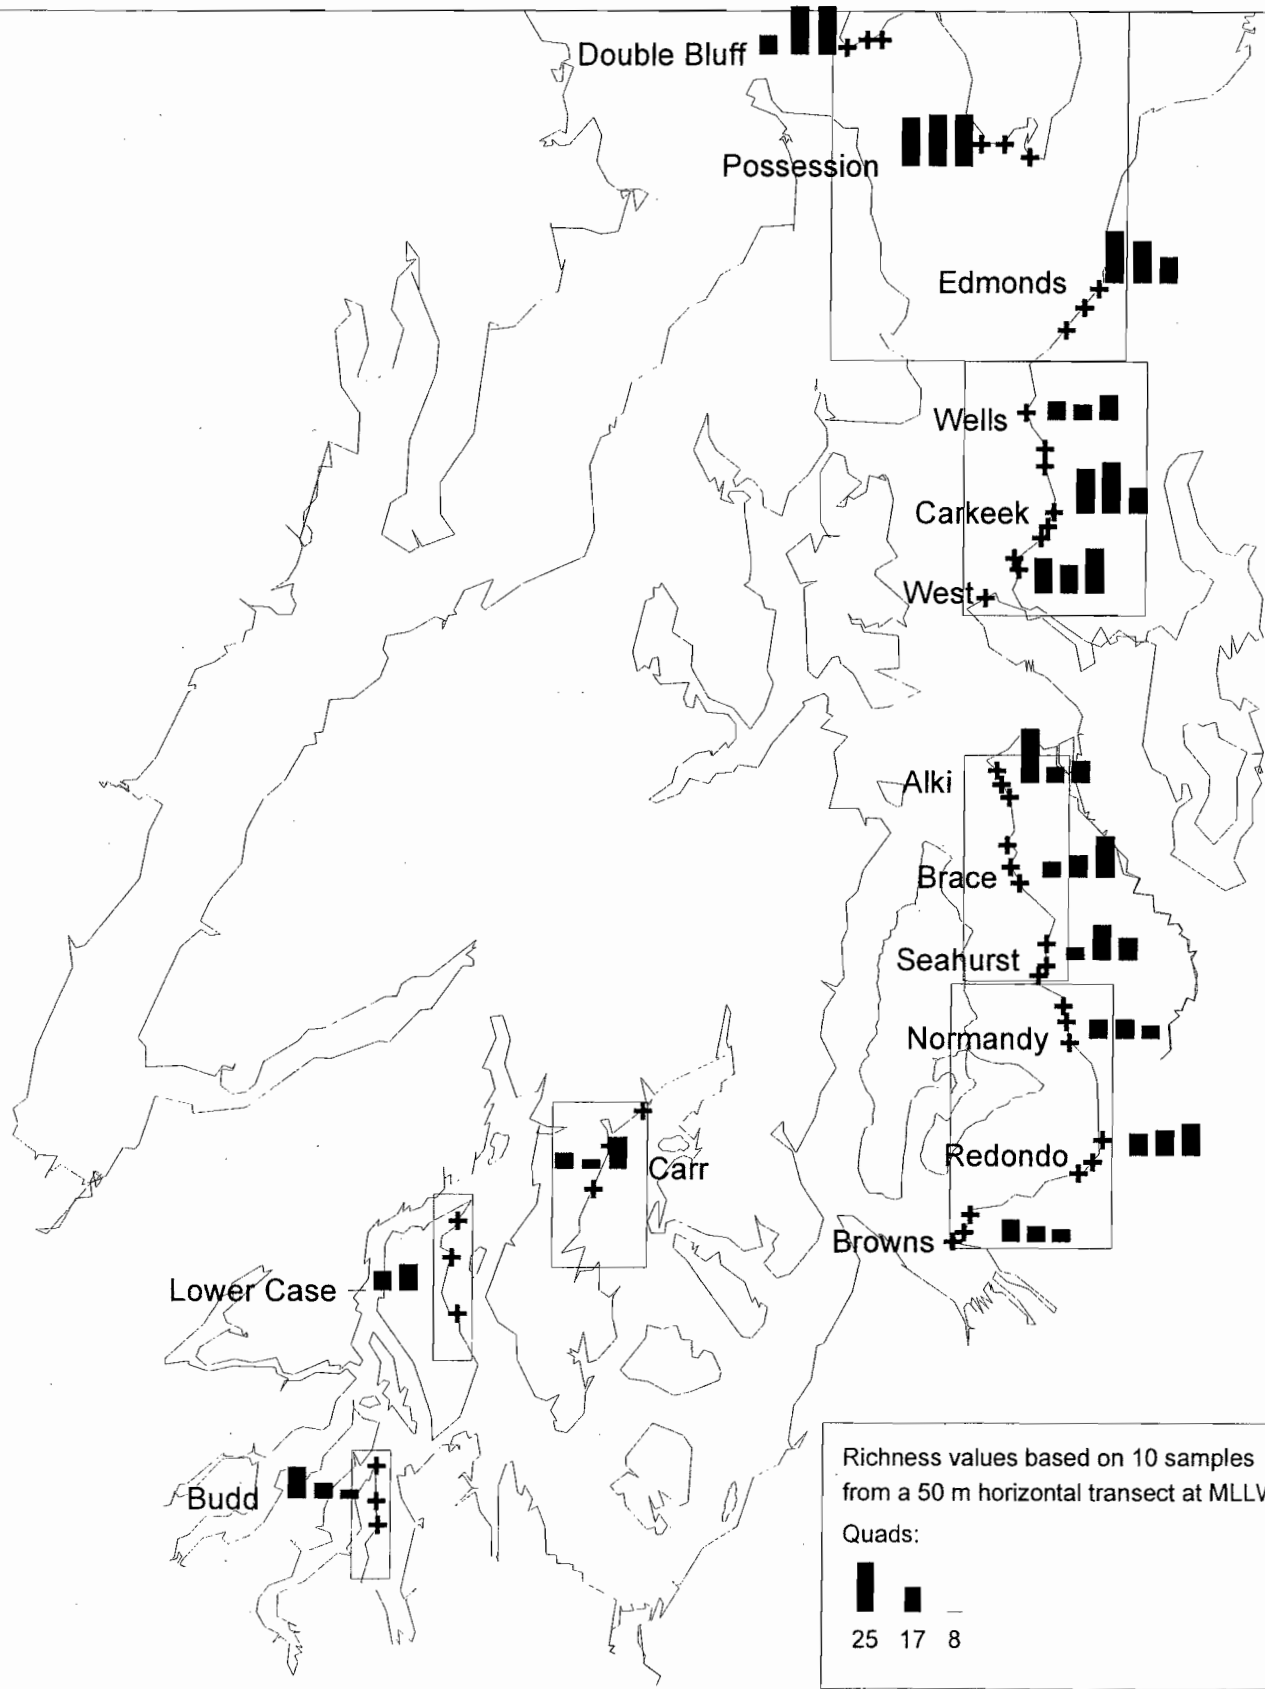 Double Bluff
Possession
Edmonds
Wells
Carkeek
West
Alki
Brace
Seahurst
Normandy
Carr
Redondo
Browns
Lower Case
Budd
Richness values based on 10 samples
from a 50 m horizontal transect at MLLW
Quads:
25 17 8